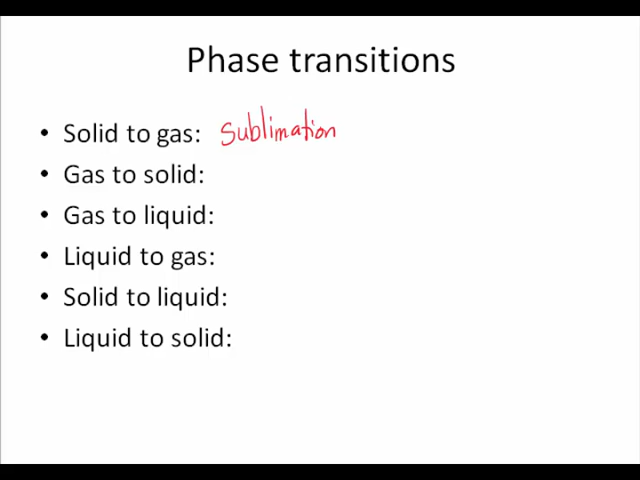 Phase transitions
• Solid to gas: Sublimation
• Gas to solid:
• Gas to liquid:
• Liquid to gas:
• Solid to liquid:
• Liquid to solid: